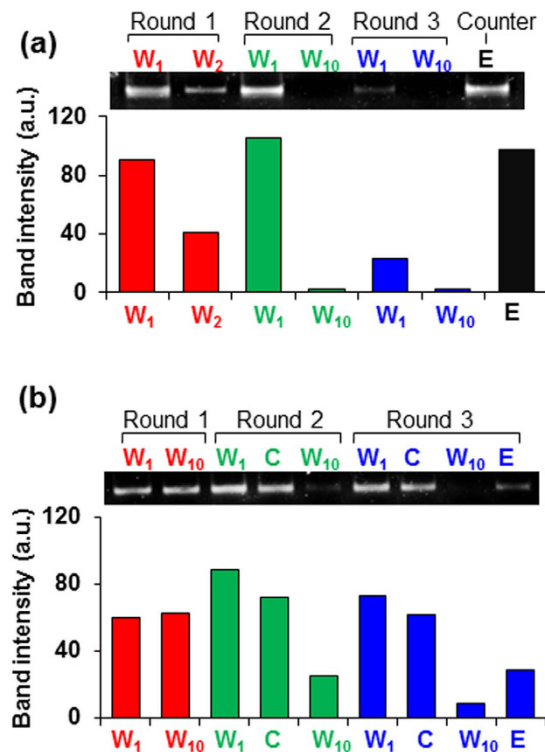 (a)
Round 1 Round 2 Round 3 Counter
W₁ W₂ W₁ W₁₀ W₁ W₁₀ E
Band intensity (a.u.)
120
80
40
0
W₁ W₂ W₁ W₁₀ W₁ W₁₀ E
(b)
Round 1 Round 2 Round 3
W₁ W₁₀ W₁ C W₁₀ W₁ C W₁₀ E
Band intensity (a.u.)
120
80
40
0
W₁ W₁₀ W₁ C W₁₀ W₁ C W₁₀ E